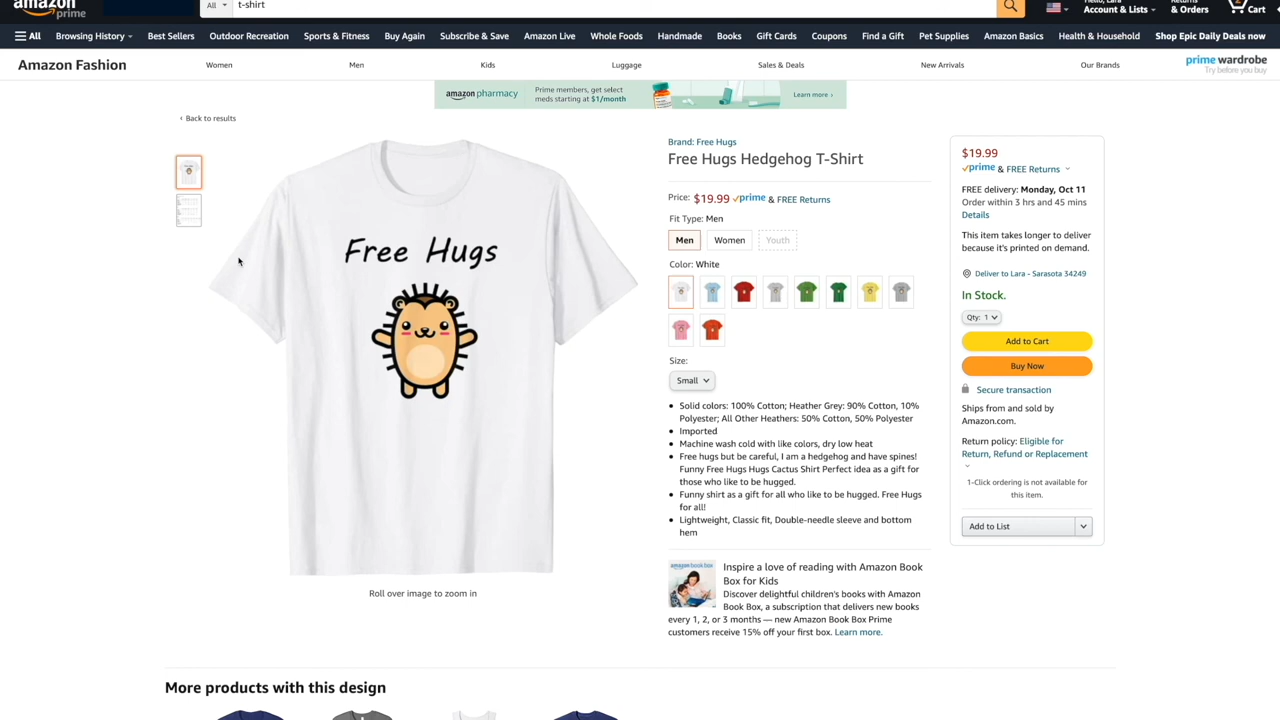 amazon
prime
All
t-shirt
Hello, Lara
Account & Lists
Returns
& Orders
Cart
All
Browsing History
Best Sellers
Outdoor Recreation
Sports & Fitness
Buy Again
Subscribe & Save
Amazon Live
Whole Foods
Handmade
Books
Gift Cards
Coupons
Find a Gift
Pet Supplies
Amazon Basics
Health & Household
Shop Epic Daily Deals now
Amazon Fashion
Women
Men
Kids
Luggage
Sales & Deals
New Arrivals
Our Brands
prime wardrobe
Try before you buy
amazon pharmacy
Prime members, get select
meds starting at $1/month
Learn more ›
‹ Back to results
Free Hugs
Roll over image to zoom in
Brand: Free Hugs
Free Hugs Hedgehog T-Shirt
Price: $19.99 prime & FREE Returns
Fit Type: Men
Men
Women
Youth
Color: White
Size:
Small
• Solid colors: 100% Cotton; Heather Grey: 90% Cotton, 10%
Polyester; All Other Heathers: 50% Cotton, 50% Polyester
• Imported
• Machine wash cold with like colors, dry low heat
• Free hugs but be careful, I am a hedgehog and have spines!
Funny Free Hugs Hugs Cactus Shirt Perfect idea as a gift for
those who like to be hugged.
• Funny shirt as a gift for all who like to be hugged. Free Hugs
for all!
• Lightweight, Classic fit, Double-needle sleeve and bottom
hem
amazon book box
Inspire a love of reading with Amazon Book
Box for Kids
Discover delightful children's books with Amazon
Book Box, a subscription that delivers new books
every 1, 2, or 3 months — new Amazon Book Box Prime
customers receive 15% off your first box. Learn more.
$19.99
prime & FREE Returns
FREE delivery: Monday, Oct 11
Order within 3 hrs and 45 mins
Details
This item takes longer to deliver
because it's printed on demand.
Deliver to Lara - Sarasota 34249
In Stock.
Qty: 1
Add to Cart
Buy Now
Secure transaction
Ships from and sold by
Amazon.com.
Return policy: Eligible for
Return, Refund or Replacement
1-Click ordering is not available for
this item.
Add to List
More products with this design